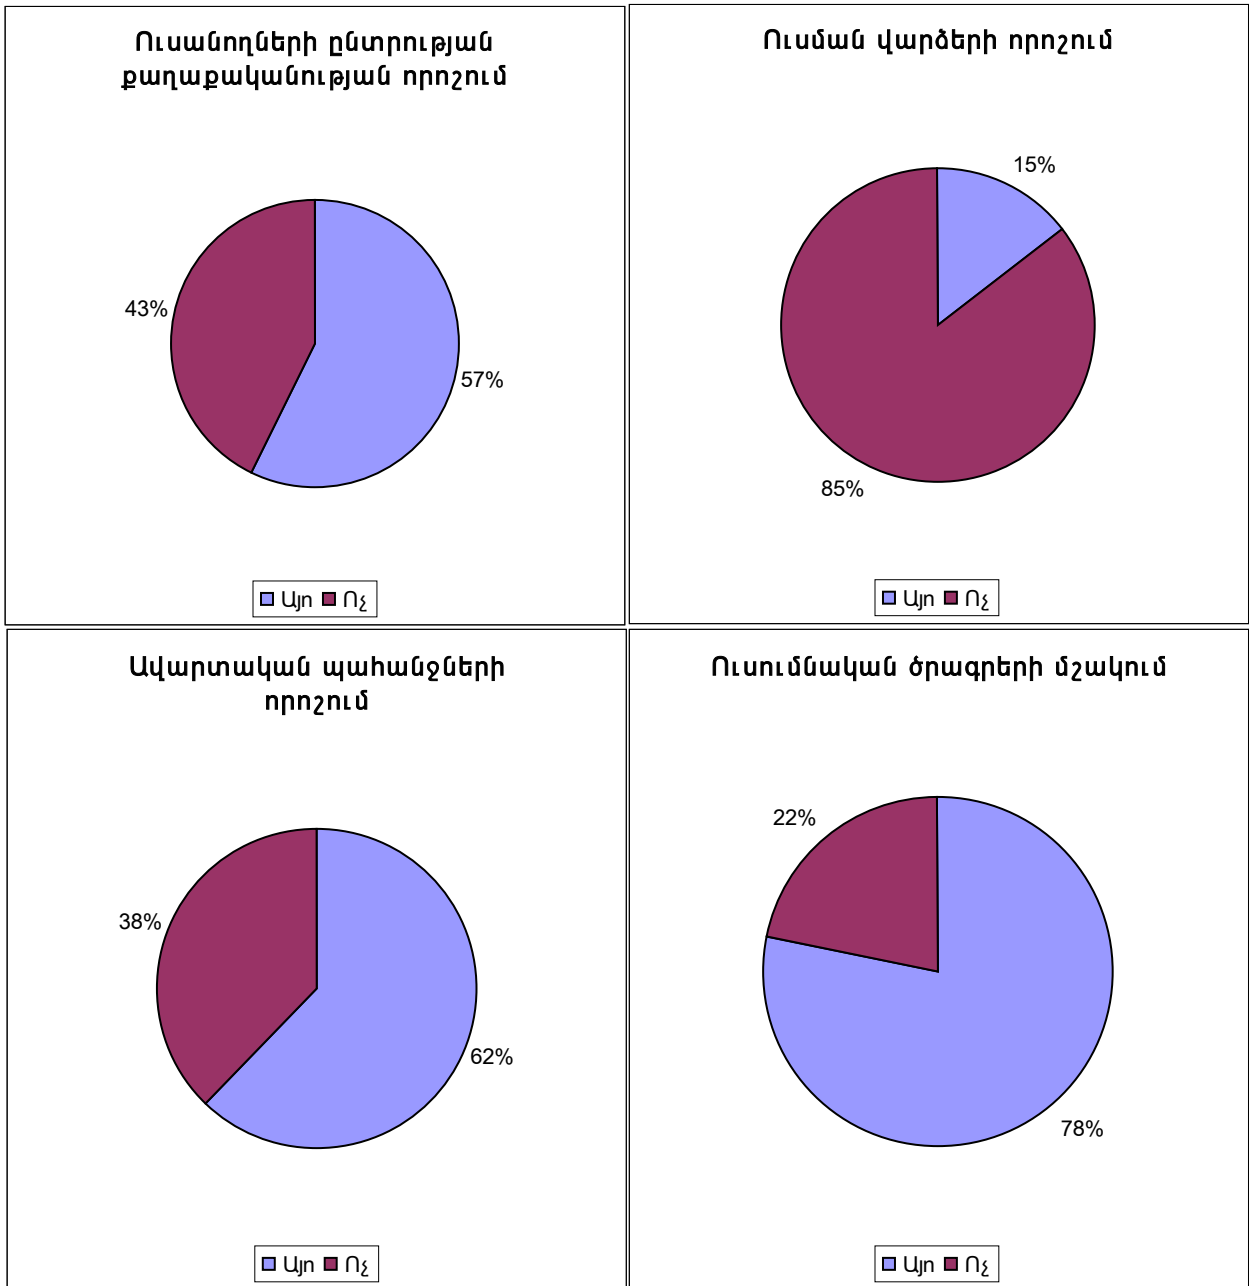 Ուսանողների ընտրության
քաղաքականության որոշում
43%
57%
Այո Ոչ
Ուսման վարձերի որոշում
15%
85%
Այո Ոչ
Ավարտական պահանջների
որոշում
38%
62%
Այո Ոչ
Ուսումնական ծրագրերի մշակում
22%
78%
Այո Ոչ